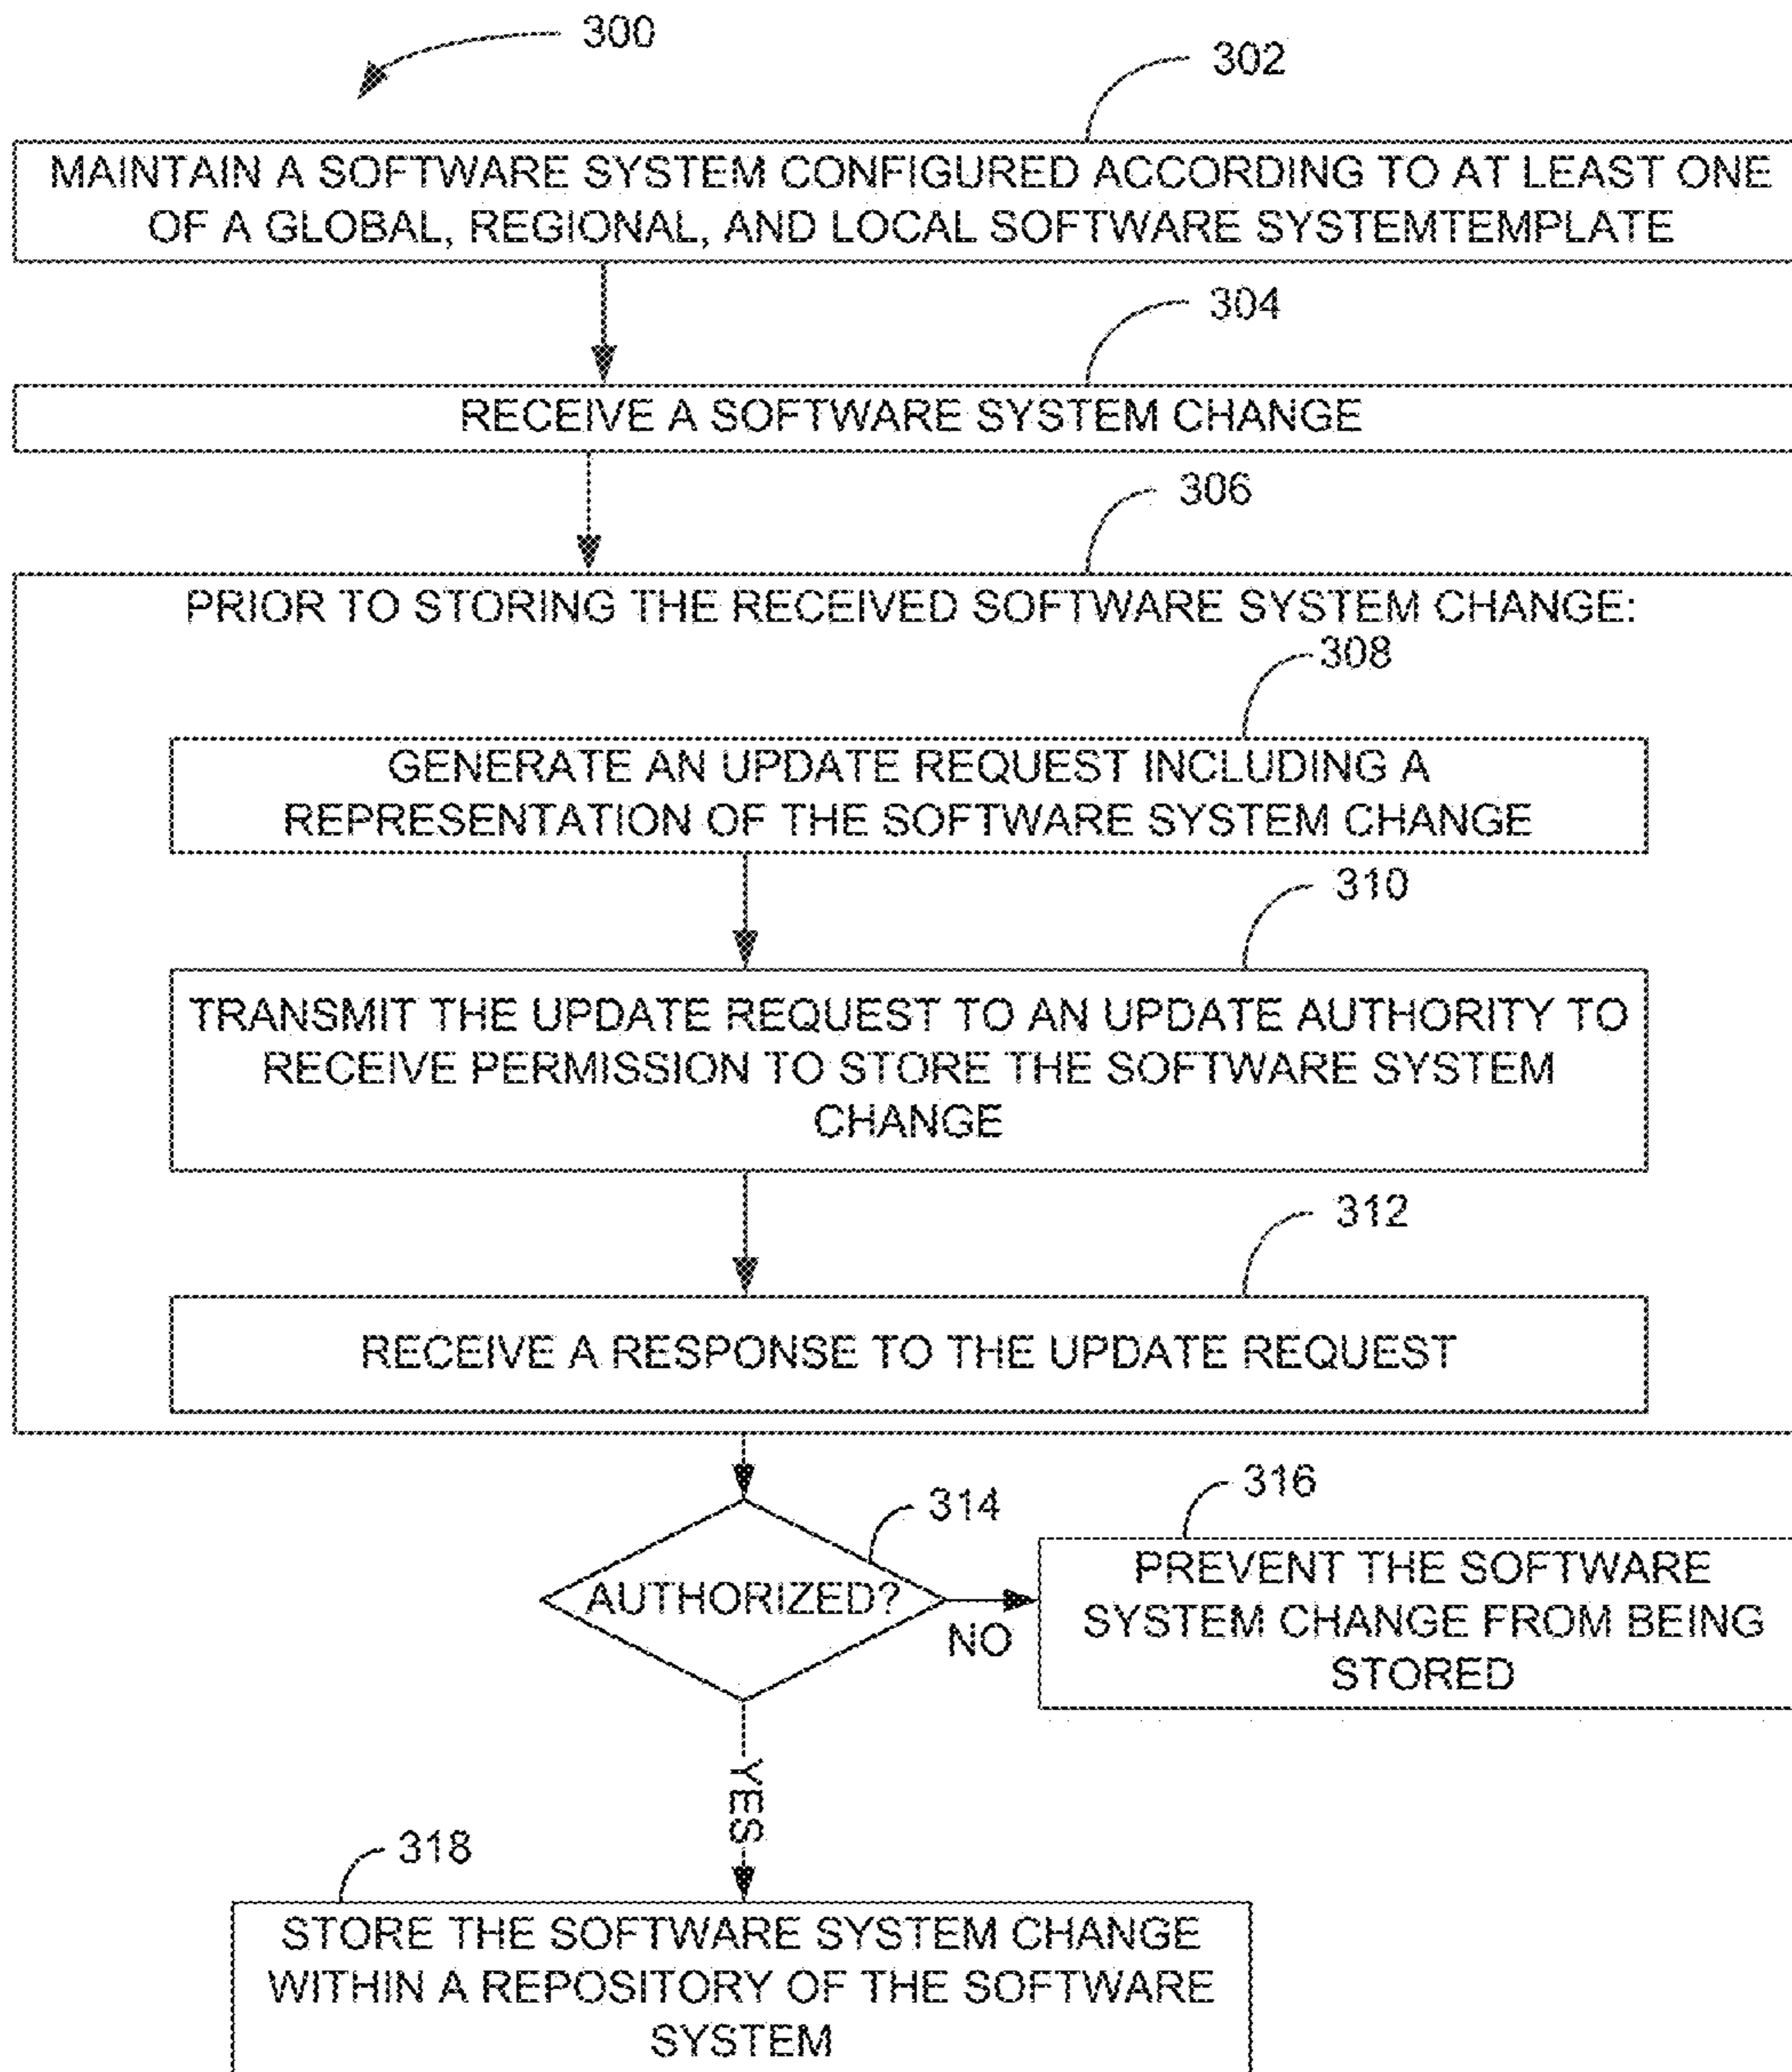 300
302
MAINTAIN A SOFTWARE SYSTEM CONFIGURED ACCORDING TO AT LEAST ONE
OF A GLOBAL, REGIONAL, AND LOCAL SOFTWARE SYSTEMTEMPLATE
304
RECEIVE A SOFTWARE SYSTEM CHANGE
306
PRIOR TO STORING THE RECEIVED SOFTWARE SYSTEM CHANGE:
308
GENERATE AN UPDATE REQUEST INCLUDING A
REPRESENTATION OF THE SOFTWARE SYSTEM CHANGE
310
TRANSMIT THE UPDATE REQUEST TO AN UPDATE AUTHORITY TO
RECEIVE PERMISSION TO STORE THE SOFTWARE SYSTEM
CHANGE
312
RECEIVE A RESPONSE TO THE UPDATE REQUEST
314
AUTHORIZED?
NO
316
PREVENT THE SOFTWARE
SYSTEM CHANGE FROM BEING
STORED
YES
318
STORE THE SOFTWARE SYSTEM CHANGE
WITHIN A REPOSITORY OF THE SOFTWARE
SYSTEM